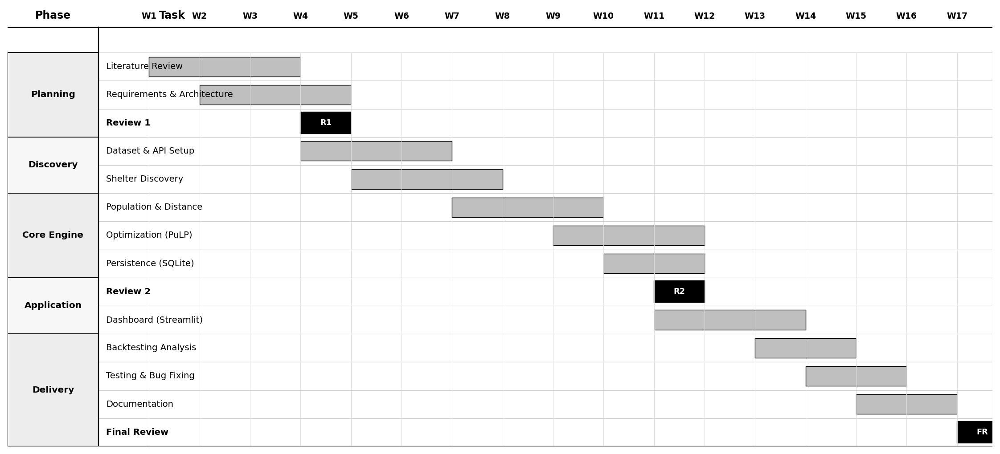 Phase W1 Task W2 W3 W4 W5 W6 W7 W8 W9 W10 W11 W12 W13 W14 W15 W16 W17
Planning
Literature Review
Requirements & Architecture
Review 1 R1
Discovery
Dataset & API Setup
Shelter Discovery
Core Engine
Population & Distance
Optimization (PuLP)
Persistence (SQLite)
Application
Review 2 R2
Dashboard (Streamlit)
Delivery
Backtesting Analysis
Testing & Bug Fixing
Documentation
Final Review FR